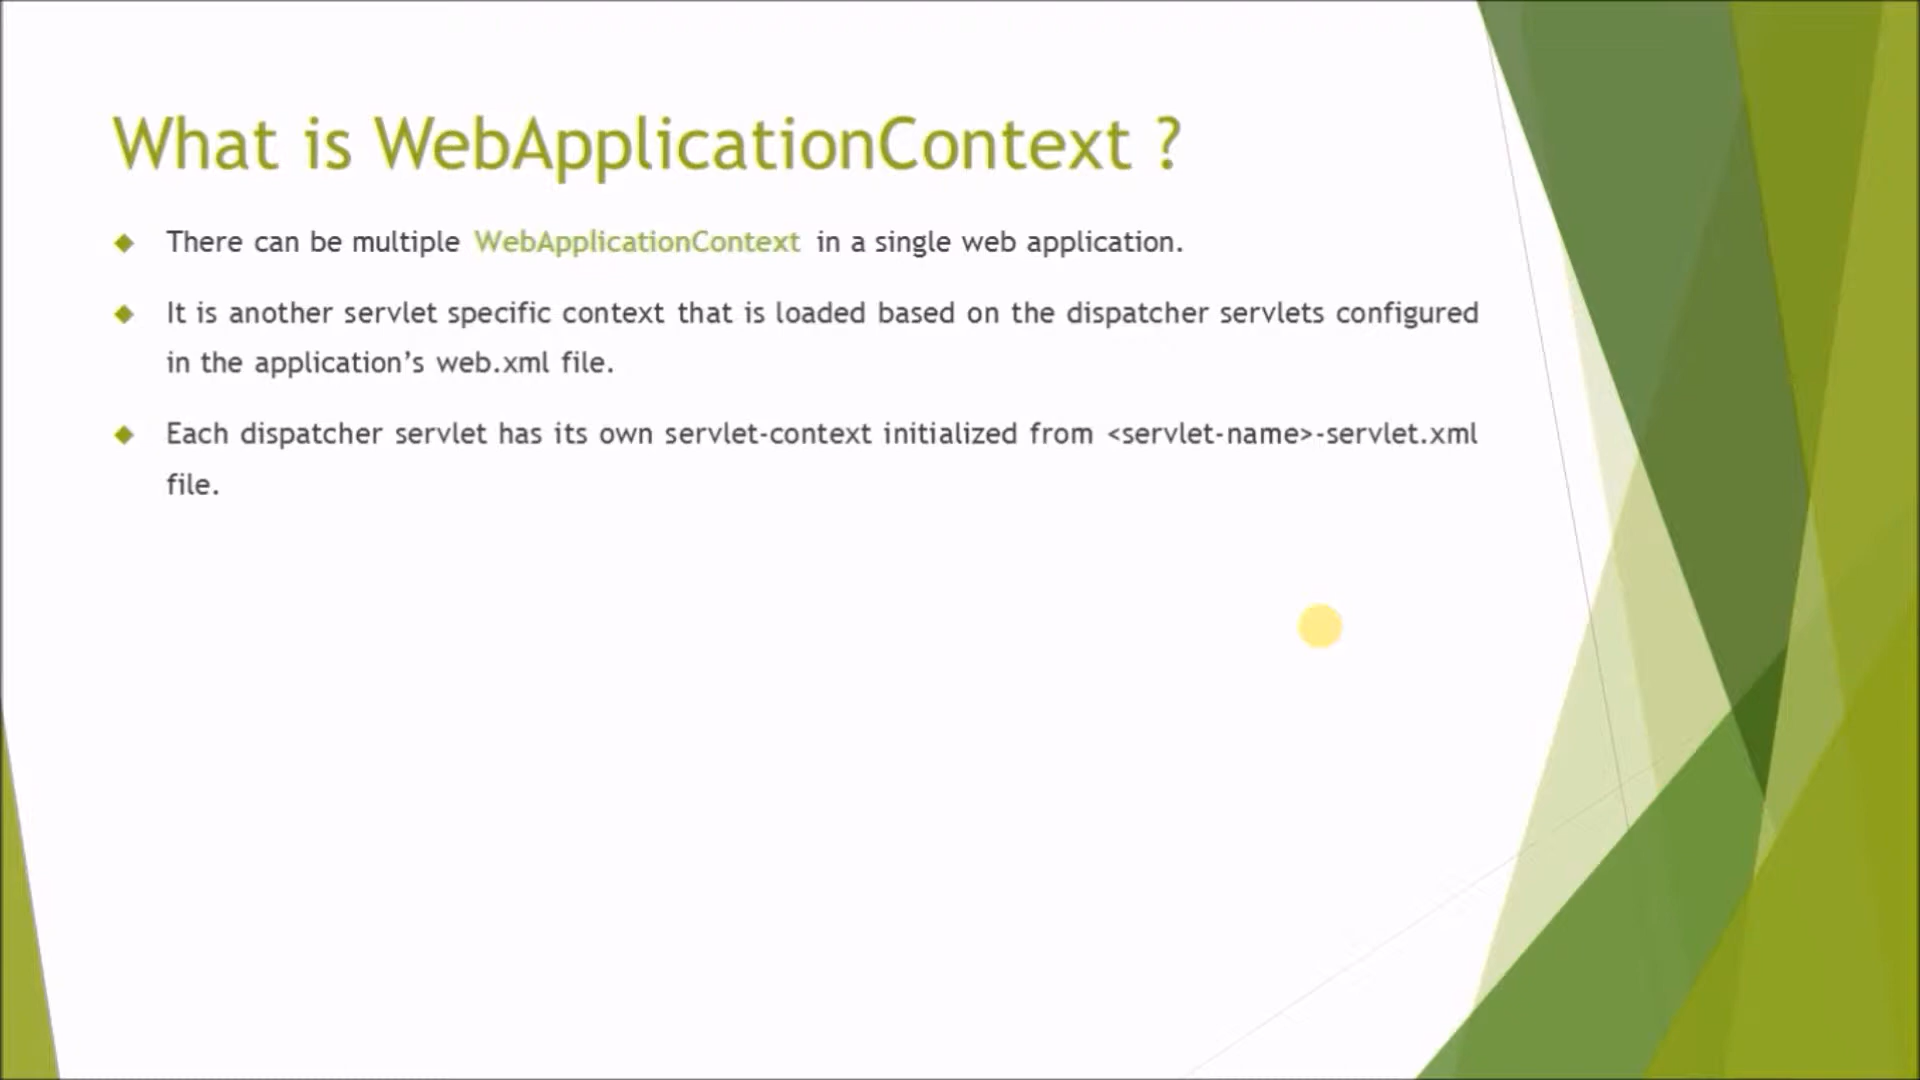 What is WebApplicationContext ?
There can be multiple WebApplicationContext in a single web application.
It is another servlet specific context that is loaded based on the dispatcher servlets configured
in the application’s web.xml file.
Each dispatcher servlet has its own servlet-context initialized from <servlet-name>-servlet.xml
file.